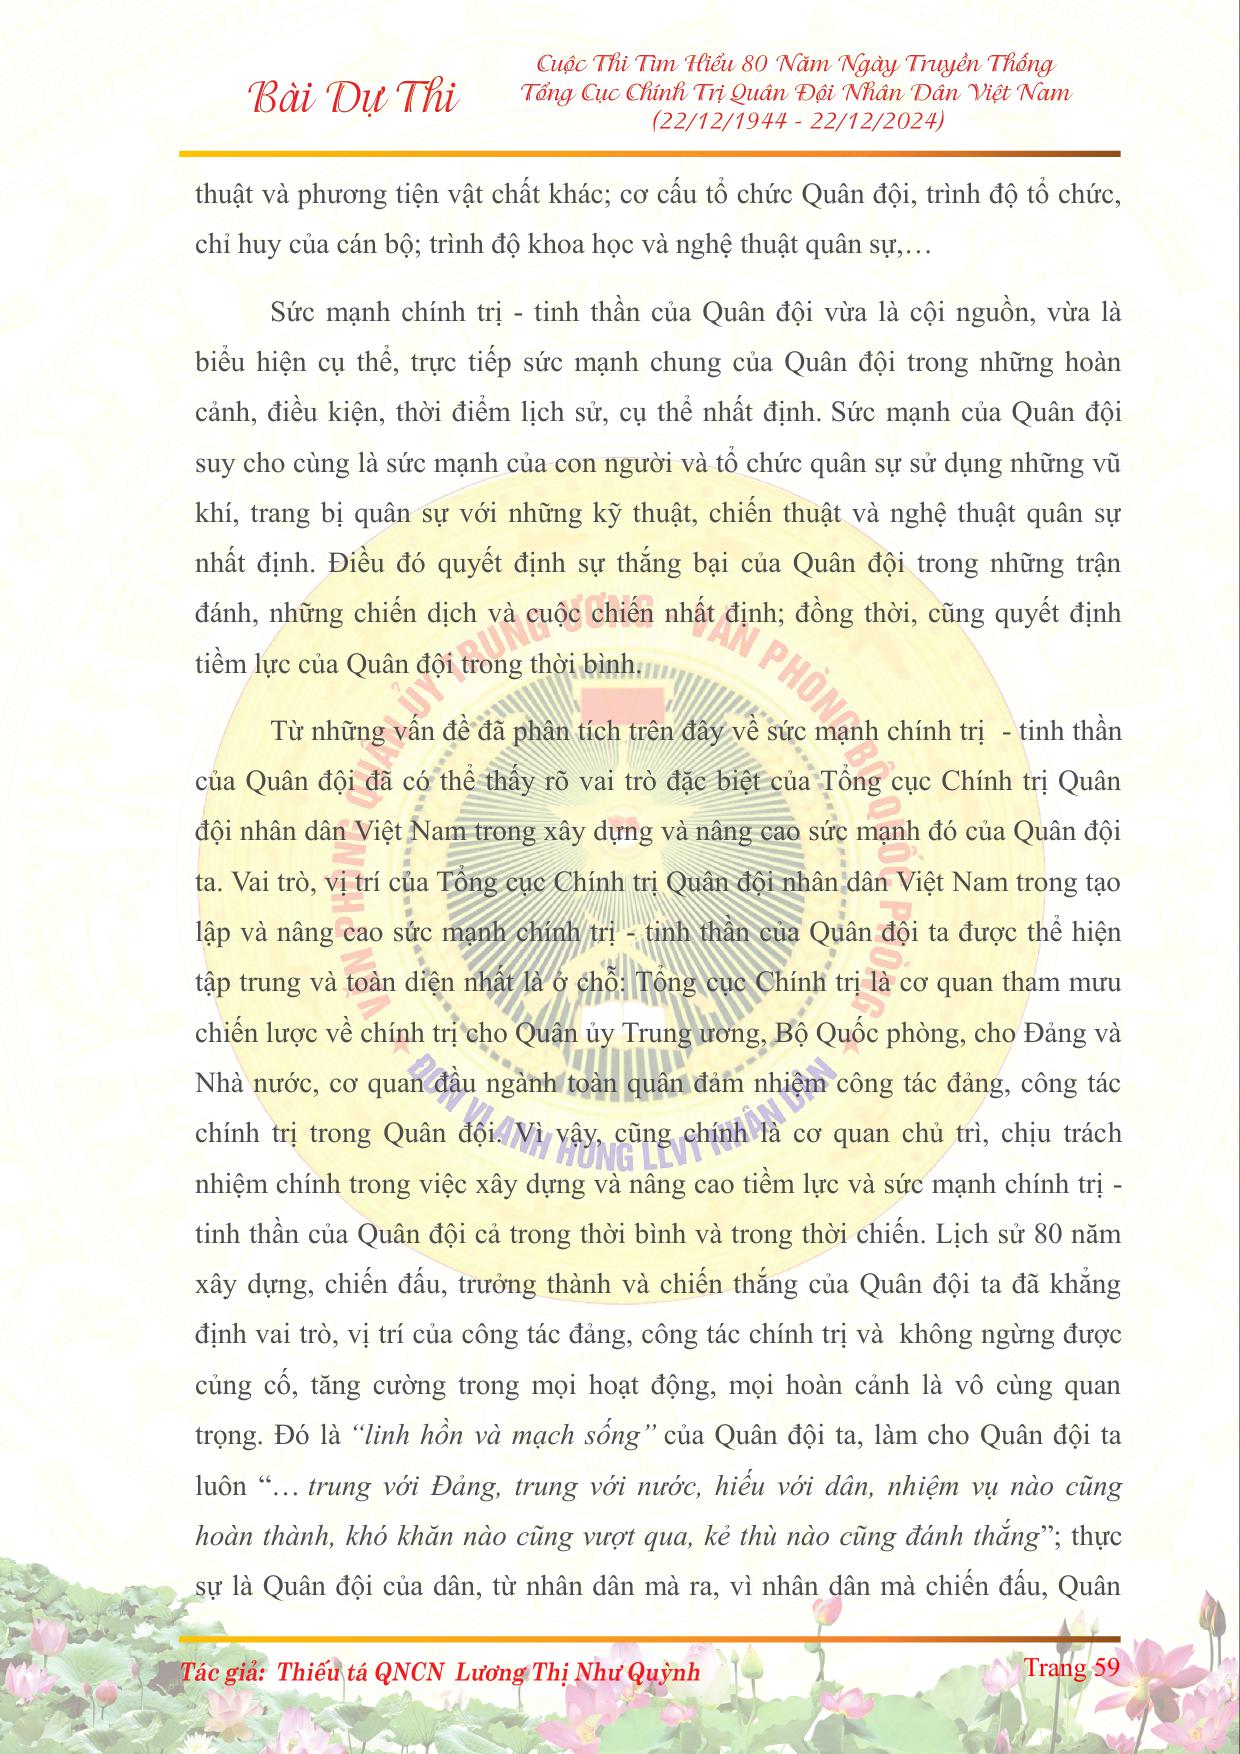 Bài Dự Thi
Cuộc Thi Tìm Hiểu 80 Năm Ngày Truyền Thống
Tổng Cục Chính Trị Quân Đội Nhân Dân Việt Nam
(22/12/1944 - 22/12/2024)
thuật và phương tiện vật chất khác; cơ cấu tổ chức Quân đội, trình độ tổ chức,
chỉ huy của cán bộ; trình độ khoa học và nghệ thuật quân sự,…
Sức mạnh chính trị - tinh thần của Quân đội vừa là cội nguồn, vừa là
biểu hiện cụ thể, trực tiếp sức mạnh chung của Quân đội trong những hoàn
cảnh, điều kiện, thời điểm lịch sử, cụ thể nhất định. Sức mạnh của Quân đội
suy cho cùng là sức mạnh của con người và tổ chức quân sự sử dụng những vũ
khí, trang bị quân sự với những kỹ thuật, chiến thuật và nghệ thuật quân sự
nhất định. Điều đó quyết định sự thắng bại của Quân đội trong những trận
đánh, những chiến dịch và cuộc chiến nhất định; đồng thời, cũng quyết định
tiềm lực của Quân đội trong thời bình.
Từ những vấn đề đã phân tích trên đây về sức mạnh chính trị - tinh thần
của Quân đội đã có thể thấy rõ vai trò đặc biệt của Tổng cục Chính trị Quân
đội nhân dân Việt Nam trong xây dựng và nâng cao sức mạnh đó của Quân đội
ta. Vai trò, vị trí của Tổng cục Chính trị Quân đội nhân dân Việt Nam trong tạo
lập và nâng cao sức mạnh chính trị - tinh thần của Quân đội ta được thể hiện
tập trung và toàn diện nhất là ở chỗ: Tổng cục Chính trị là cơ quan tham mưu
chiến lược về chính trị cho Quân ủy Trung ương, Bộ Quốc phòng, cho Đảng và
Nhà nước, cơ quan đầu ngành toàn quân đảm nhiệm công tác đảng, công tác
chính trị trong Quân đội. Vì vậy, cũng chính là cơ quan chủ trì, chịu trách
nhiệm chính trong việc xây dựng và nâng cao tiềm lực và sức mạnh chính trị -
tinh thần của Quân đội cả trong thời bình và trong thời chiến. Lịch sử 80 năm
xây dựng, chiến đấu, trưởng thành và chiến thắng của Quân đội ta đã khẳng
định vai trò, vị trí của công tác đảng, công tác chính trị và không ngừng được
củng cố, tăng cường trong mọi hoạt động, mọi hoàn cảnh là vô cùng quan
trọng. Đó là “linh hồn và mạch sống” của Quân đội ta, làm cho Quân đội ta
luôn “… trung với Đảng, trung với nước, hiếu với dân, nhiệm vụ nào cũng
hoàn thành, khó khăn nào cũng vượt qua, kẻ thù nào cũng đánh thắng”; thực
sự là Quân đội của dân, từ nhân dân mà ra, vì nhân dân mà chiến đấu, Quân
VĂN PHÒNG QUÂN ỦY TRUNG ƯƠNG - VĂN PHÒNG BỘ QUỐC PHÒNG
ĐƠN VỊ ANH HÙNG LLVT NHÂN DÂN
Tác giả: Thiếu tá QNCN Lương Thị Như Quỳnh
Trang 59